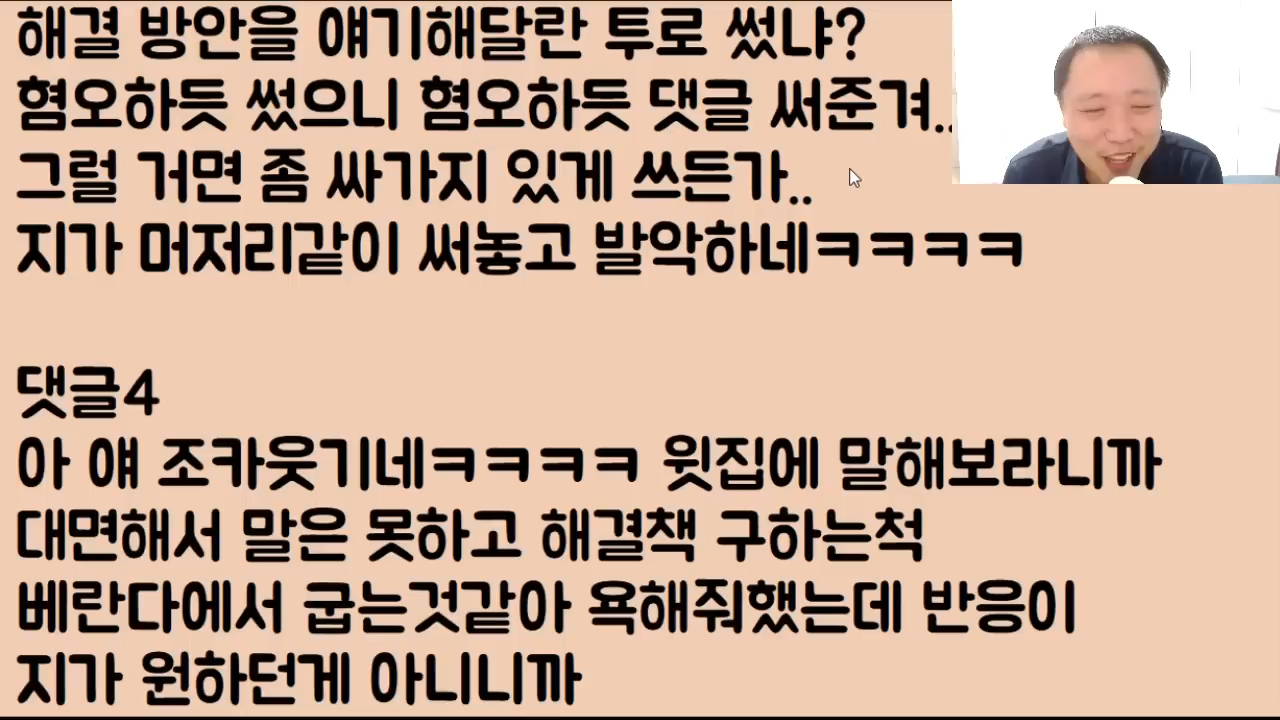 해결 방안을 얘기해달란 투로 썼냐?
혐오하듯 썼으니 혐오하듯 댓글 써준겨..
그럴 거면 좀 싸가지 있게 쓰든가..
지가 머저리같이 써놓고 발악하네ㅋㅋㅋㅋ
댓글4
아 얘 조카웃기네ㅋㅋㅋㅋ 윗집에 말해보라니까
대면해서 말은 못하고 해결책 구하는척
베란다에서 굽는것같아 욕해줘했는데 반응이
지가 원하던게 아니니까